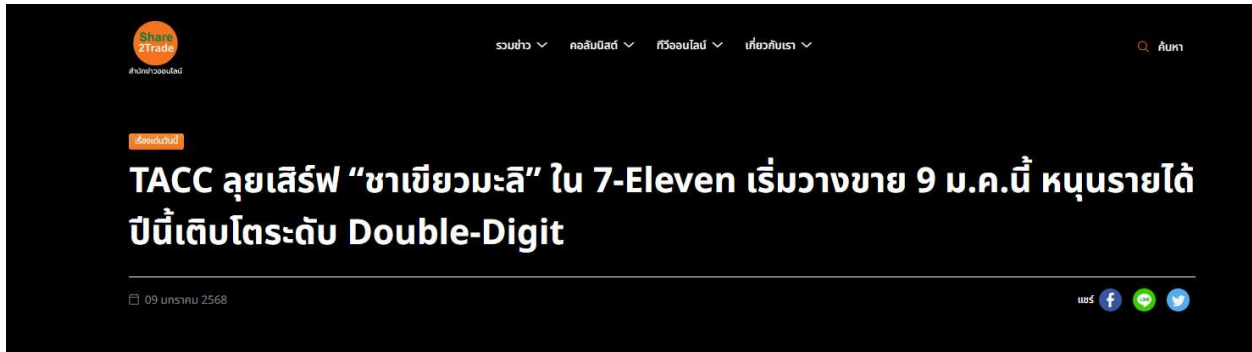 Share
2Trade
สำนักข่าวออนไลน์
รวมข่าว
คอลัมนิสต์
ทีวีออนไลน์
เกี่ยวกับเรา
ค้นหา
เรื่องเด่นวันนี้
TACC ลุยเสิร์ฟ “ชาเขียวมะลิ” ใน 7-Eleven เริ่มวางขาย 9 ม.ค.นี้ หนุนรายได้
ปีนี้เติบโตระดับ Double-Digit
09 มกราคม 2568
แชร์